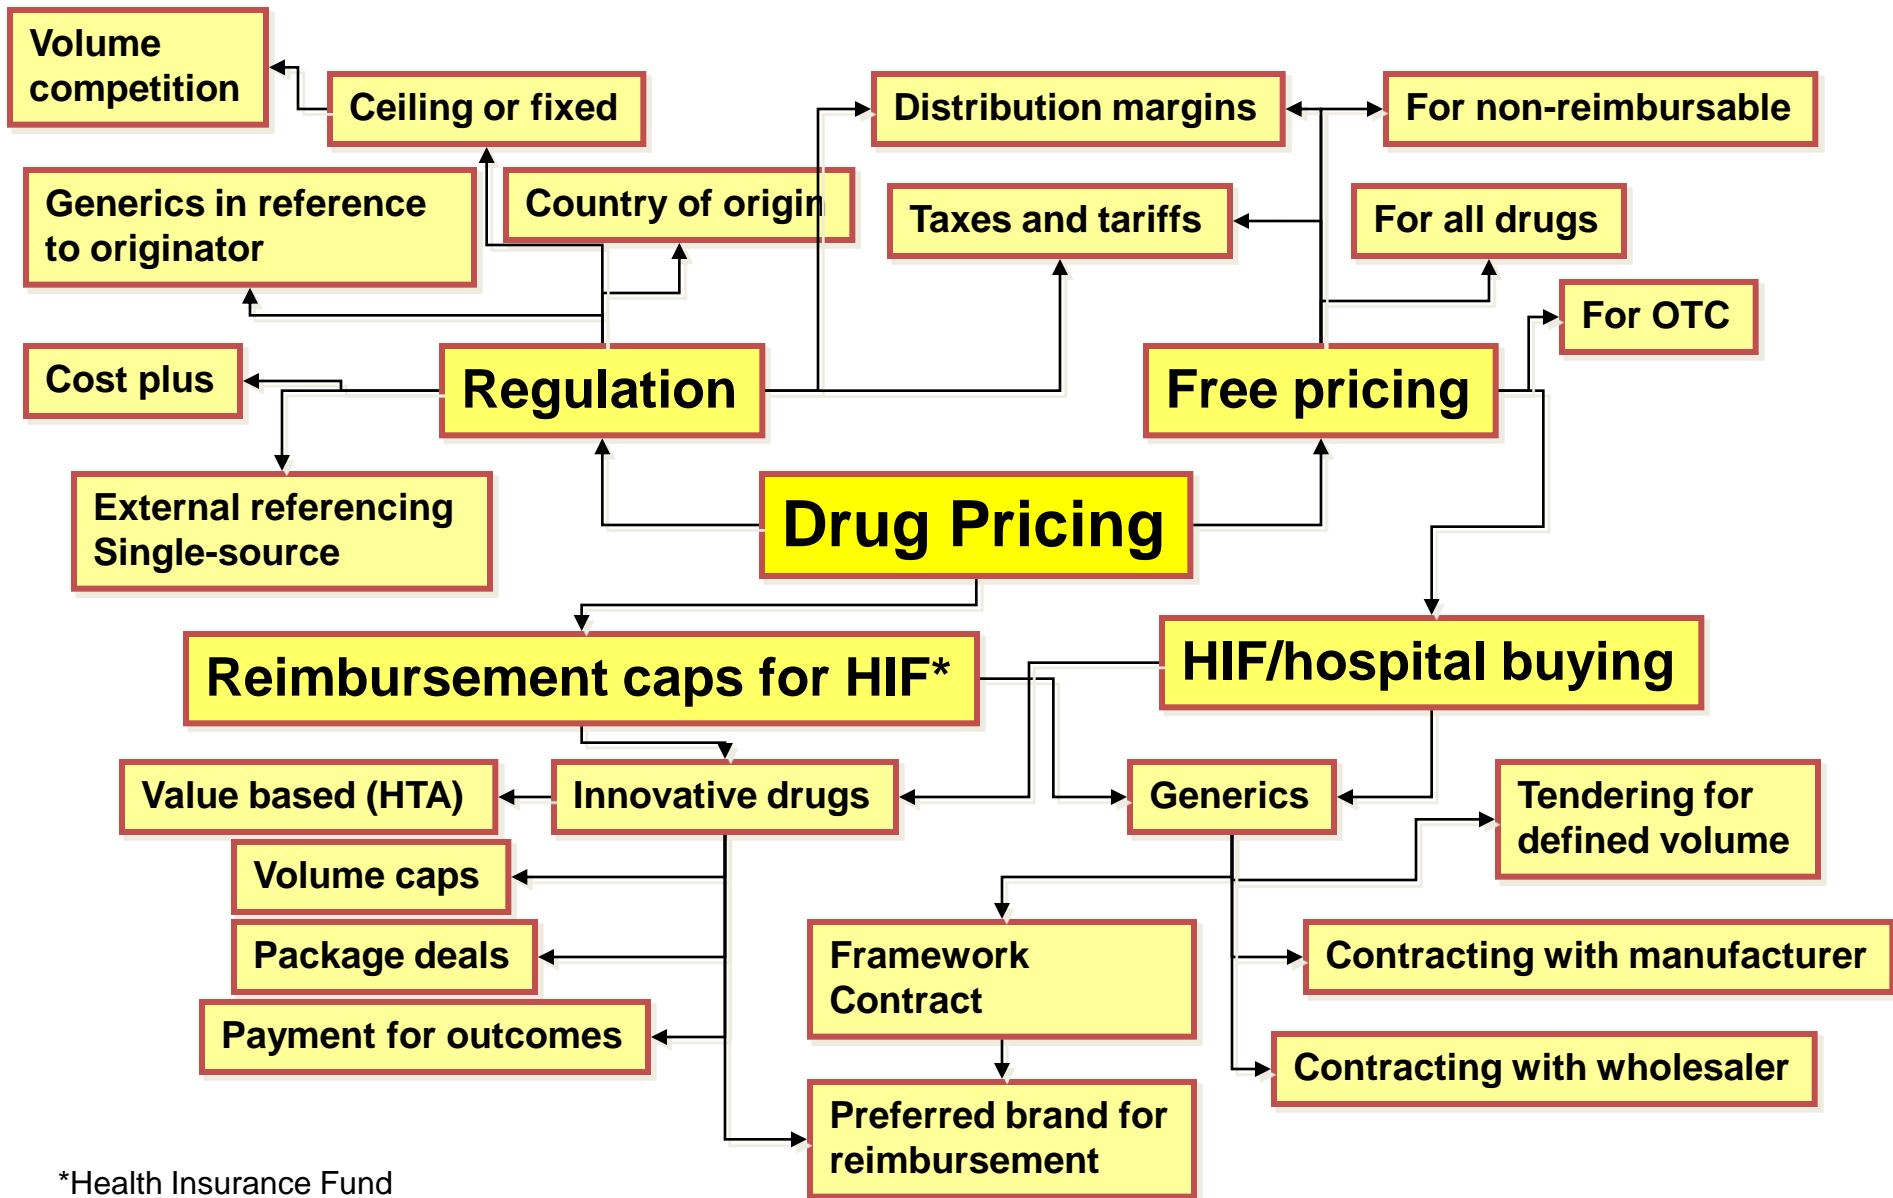 Volume
competition
Ceiling or fixed
Distribution margins
For non-reimbursable
Generics in reference
to originator
Country of origin
Taxes and tariffs
For all drugs
For OTC
Cost plus
Regulation
Free pricing
External referencing
Single-source
Drug Pricing
Reimbursement caps for HIF*
HIF/hospital buying
Value based (HTA)
Innovative drugs
Generics
Tendering for
defined volume
Volume caps
Package deals
Framework
Contract
Contracting with manufacturer
Payment for outcomes
Contracting with wholesaler
Preferred brand for
reimbursement
*Health Insurance Fund